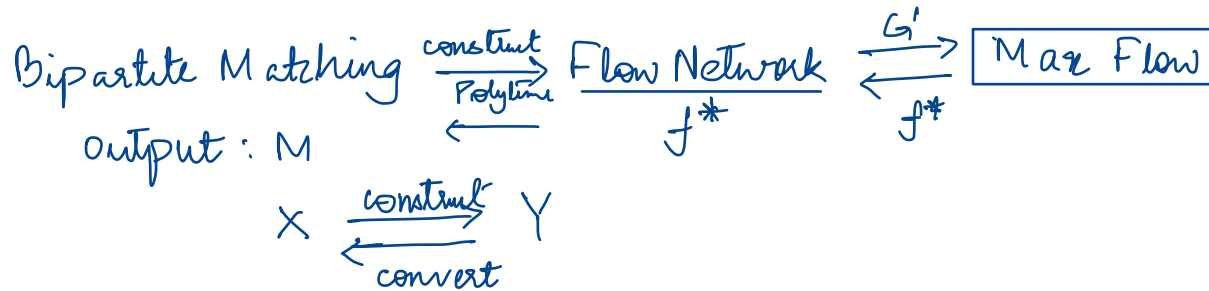 Bipartite Matching construct Polytime Flow Network G' Max Flow
f* f*
output : M
X construct Y
convert